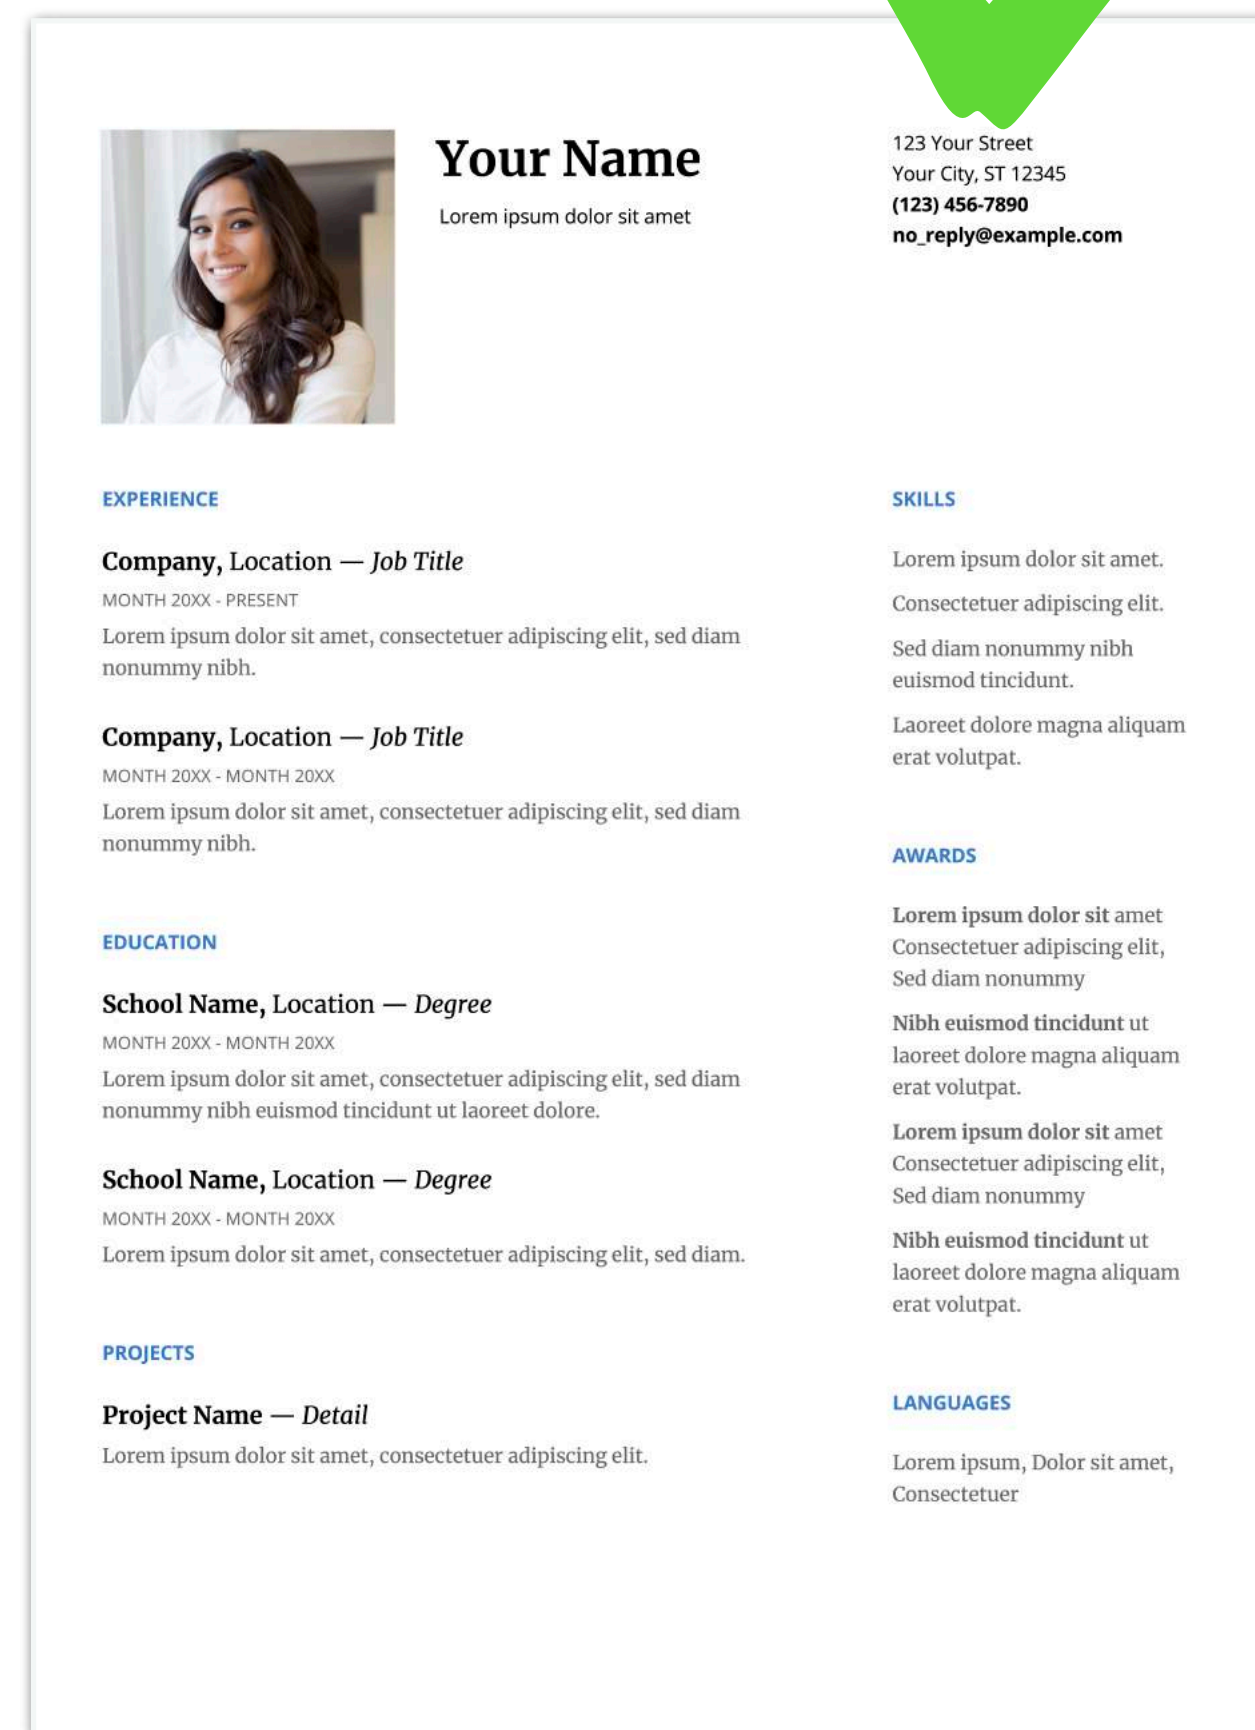 Your Name
Lorem ipsum dolor sit amet
123 Your Street
Your City, ST 12345
(123) 456-7890
no_reply@example.com
EXPERIENCE
Company, Location — Job Title
MONTH 20XX - PRESENT
Lorem ipsum dolor sit amet, consectetuer adipiscing elit, sed diam
nonummy nibh.
Company, Location — Job Title
MONTH 20XX - MONTH 20XX
Lorem ipsum dolor sit amet, consectetuer adipiscing elit, sed diam
nonummy nibh.
EDUCATION
School Name, Location — Degree
MONTH 20XX - MONTH 20XX
Lorem ipsum dolor sit amet, consectetuer adipiscing elit, sed diam
nonummy nibh euismod tincidunt ut laoreet dolore.
School Name, Location — Degree
MONTH 20XX - MONTH 20XX
Lorem ipsum dolor sit amet, consectetuer adipiscing elit, sed diam.
PROJECTS
Project Name — Detail
Lorem ipsum dolor sit amet, consectetuer adipiscing elit.
SKILLS
Lorem ipsum dolor sit amet.
Consectetuer adipiscing elit.
Sed diam nonummy nibh
euismod tincidunt.
Laoreet dolore magna aliquam
erat volutpat.
AWARDS
Lorem ipsum dolor sit amet
Consectetuer adipiscing elit,
Sed diam nonummy
Nibh euismod tincidunt ut
laoreet dolore magna aliquam
erat volutpat.
Lorem ipsum dolor sit amet
Consectetuer adipiscing elit,
Sed diam nonummy
Nibh euismod tincidunt ut
laoreet dolore magna aliquam
erat volutpat.
LANGUAGES
Lorem ipsum, Dolor sit amet,
Consectetuer